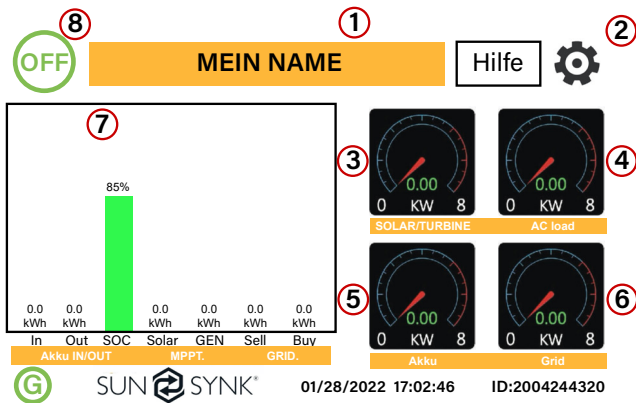 8 1 2
OFF MEIN NAME Hilfe
7
85%
0.0 0.0 0.0 0.0 0.0 0.0
kWh kWh kWh kWh kWh kWh
In Out SOC Solar GEN Sell Buy
Akku IN/OUT MPPT. GRID.
3 0.00 0.00 4
0 KW 8 0 KW 8
SOLAR/TURBINE AC load
5 0.00 0.00 6
0 KW 8 0 KW 8
Akku Grid
G SUN SYNK® 01/28/2022 17:02:46 ID:2004244320